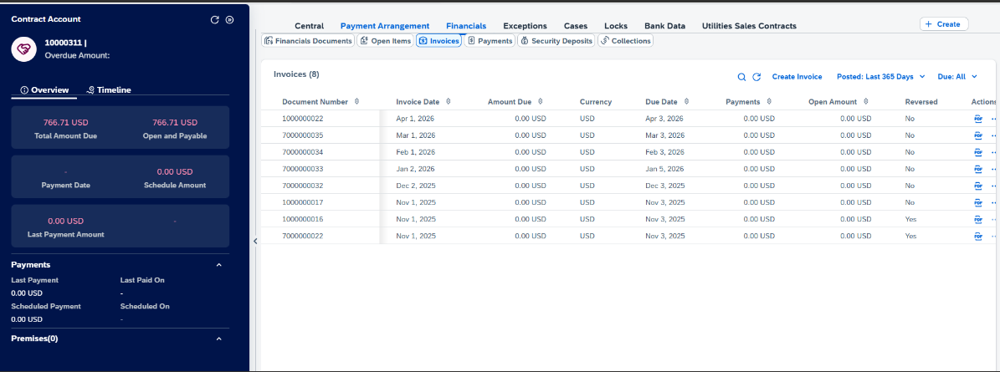 Contract Account
10000311 |
Overdue Amount:
Overview Timeline
766.71 USD 766.71 USD
Total Amount Due Open and Payable
- 0.00 USD
Payment Date Schedule Amount
0.00 USD -
Last Payment Amount
Payments
Last Payment Last Paid On
0.00 USD -
Scheduled Payment Scheduled On
0.00 USD -
Premises(0)
Central Payment Arrangement Financials Exceptions Cases Locks Bank Data Utilities Sales Contracts + Create
Financials Documents Open Items Invoices Payments Security Deposits Collections
Invoices (8)
Create Invoice Posted: Last 365 Days Due: All
Document Number Invoice Date Amount Due Currency Due Date Payments Open Amount Reversed Actions
1000000022 Apr 1, 2026 0.00 USD USD Apr 3, 2026 0.00 USD 0.00 USD No PDF
7000000035 Mar 1, 2026 0.00 USD USD Mar 3, 2026 0.00 USD 0.00 USD No PDF
7000000034 Feb 1, 2026 0.00 USD USD Feb 3, 2026 0.00 USD 0.00 USD No PDF
7000000033 Jan 2, 2026 0.00 USD USD Jan 5, 2026 0.00 USD 0.00 USD No PDF
7000000032 Dec 2, 2025 0.00 USD USD Dec 3, 2025 0.00 USD 0.00 USD No PDF
1000000017 Nov 1, 2025 0.00 USD USD Nov 3, 2025 0.00 USD 0.00 USD No PDF
1000000016 Nov 1, 2025 0.00 USD USD Nov 3, 2025 0.00 USD 0.00 USD Yes PDF
7000000022 Nov 1, 2025 0.00 USD USD Nov 3, 2025 0.00 USD 0.00 USD Yes PDF